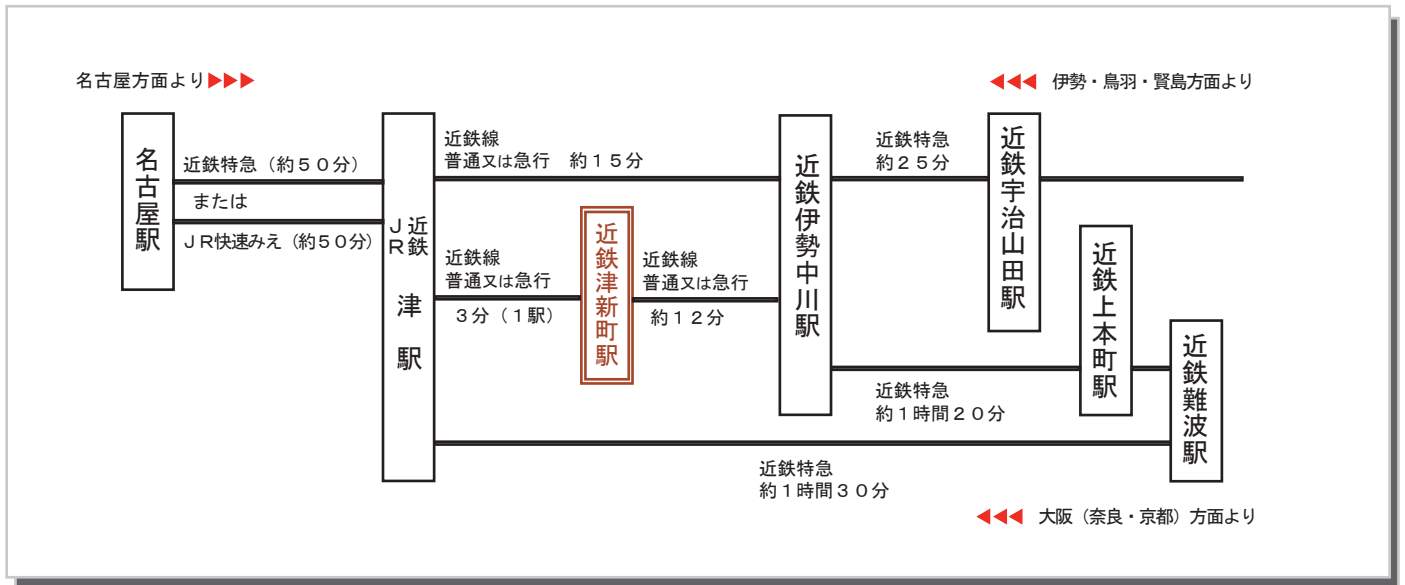 名古屋方面より▶▶▶
◀◀◀ 伊勢・鳥羽・賢島方面より
名古屋駅
近鉄特急（約５０分）
または
ＪＲ快速みえ（約５０分）
近鉄
ＪＲ
津駅
近鉄線
普通又は急行　約１５分
近鉄線
普通又は急行
３分（１駅）
近鉄津新町駅
近鉄線
普通又は急行
約１２分
近鉄伊勢中川駅
近鉄特急
約２５分
近鉄宇治山田駅
近鉄特急
約１時間２０分
近鉄上本町駅
近鉄難波駅
近鉄特急
約１時間３０分
◀◀◀ 大阪（奈良・京都）方面より